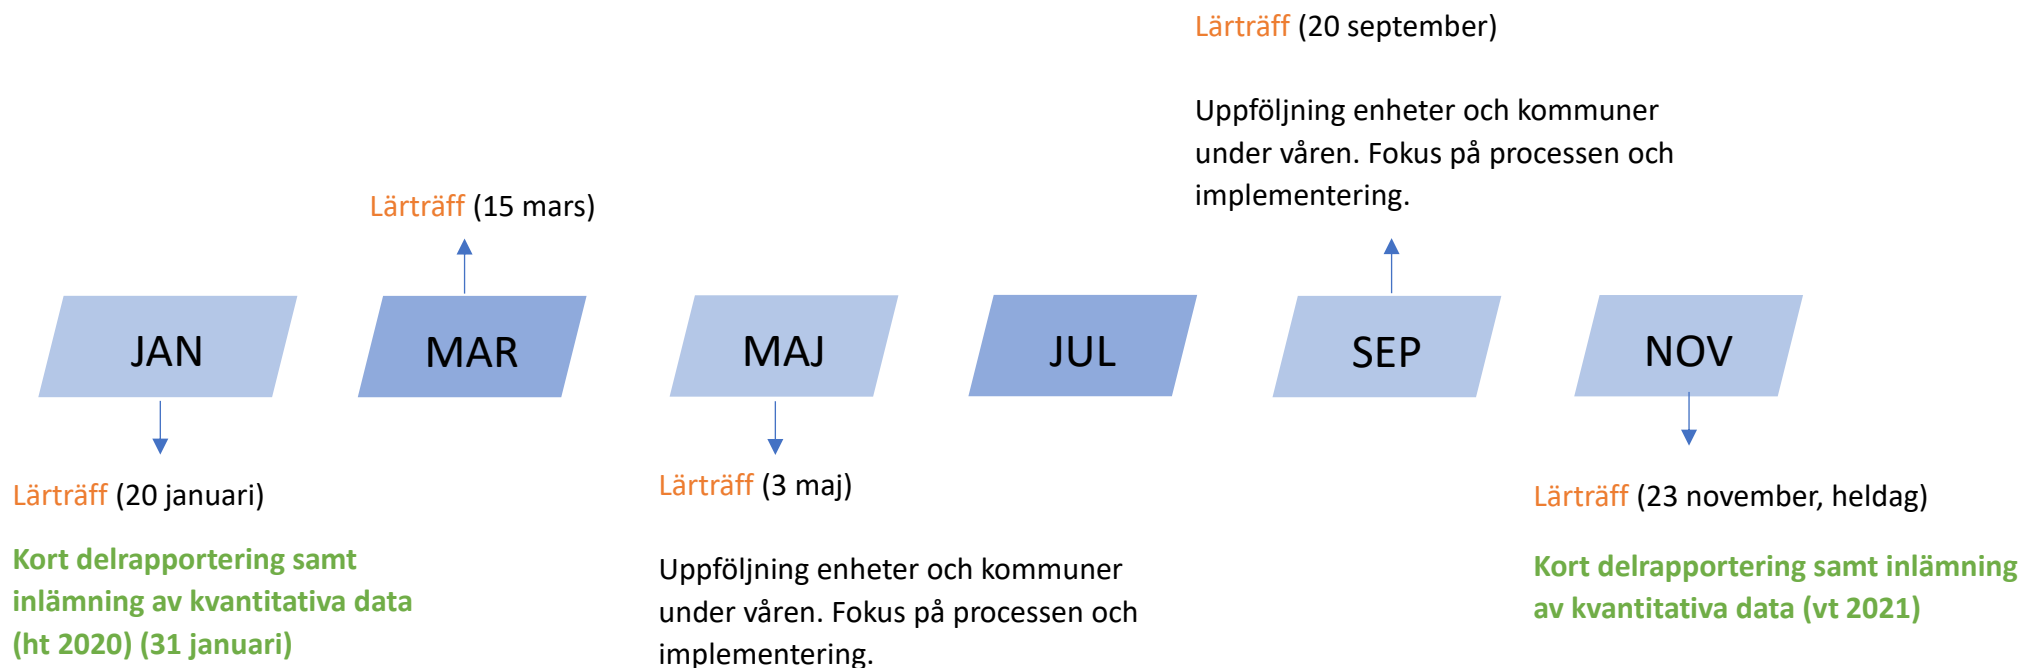 Lärträff (20 september)
Uppföljning enheter och kommuner
under våren. Fokus på processen och
implementering.
Lärträff (15 mars)
JAN
MAR
MAJ
JUL
SEP
NOV
Lärträff (20 januari)
Kort delrapportering samt
inlämning av kvantitativa data
(ht 2020) (31 januari)
Lärträff (3 maj)
Uppföljning enheter och kommuner
under våren. Fokus på processen och
implementering.
Lärträff (23 november, heldag)
Kort delrapportering samt inlämning
av kvantitativa data (vt 2021)